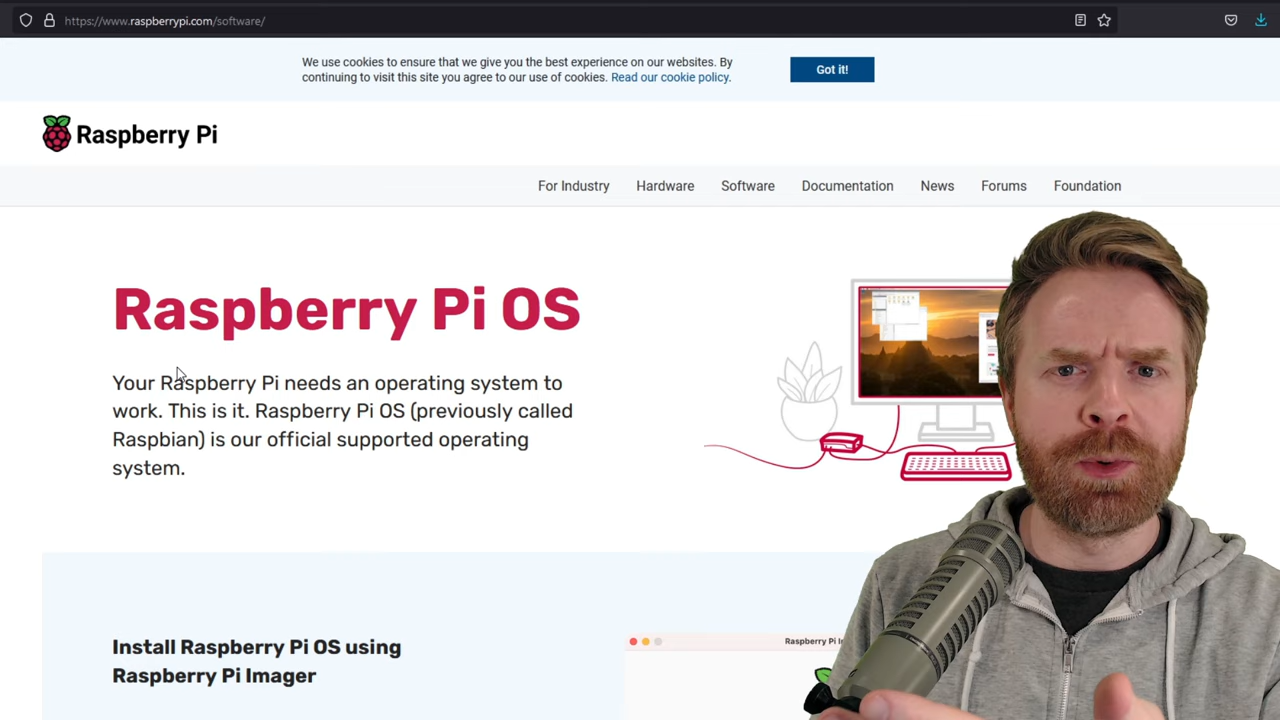 https://www.raspberrypi.com/software/
We use cookies to ensure that we give you the best experience on our websites. By
continuing to visit this site you agree to our use of cookies. Read our cookie policy.
Got it!
Raspberry Pi
For Industry Hardware Software Documentation News Forums Foundation
Raspberry Pi OS
Your Raspberry Pi needs an operating system to
work. This is it. Raspberry Pi OS (previously called
Raspbian) is our official supported operating
system.
Install Raspberry Pi OS using
Raspberry Pi Imager
Raspberry Pi